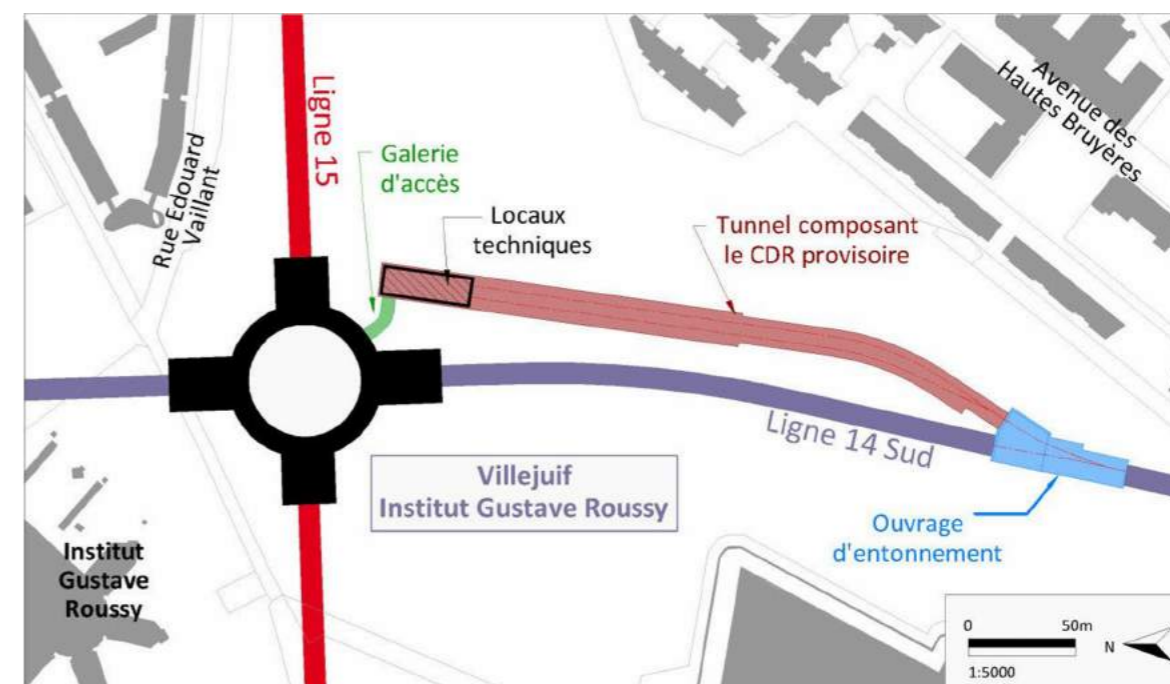 Ligne 15
Rue Edouard
Vaillant
Galerie
d'accès
Locaux
techniques
Tunnel composant
le CDR provisoire
Avenue des
Hautes Bruyères
Ligne 14 Sud
Villejuif
Institut Gustave Roussy
Ouvrage
d'entonnement
Institut
Gustave
Roussy
0 50m
N
1:5000